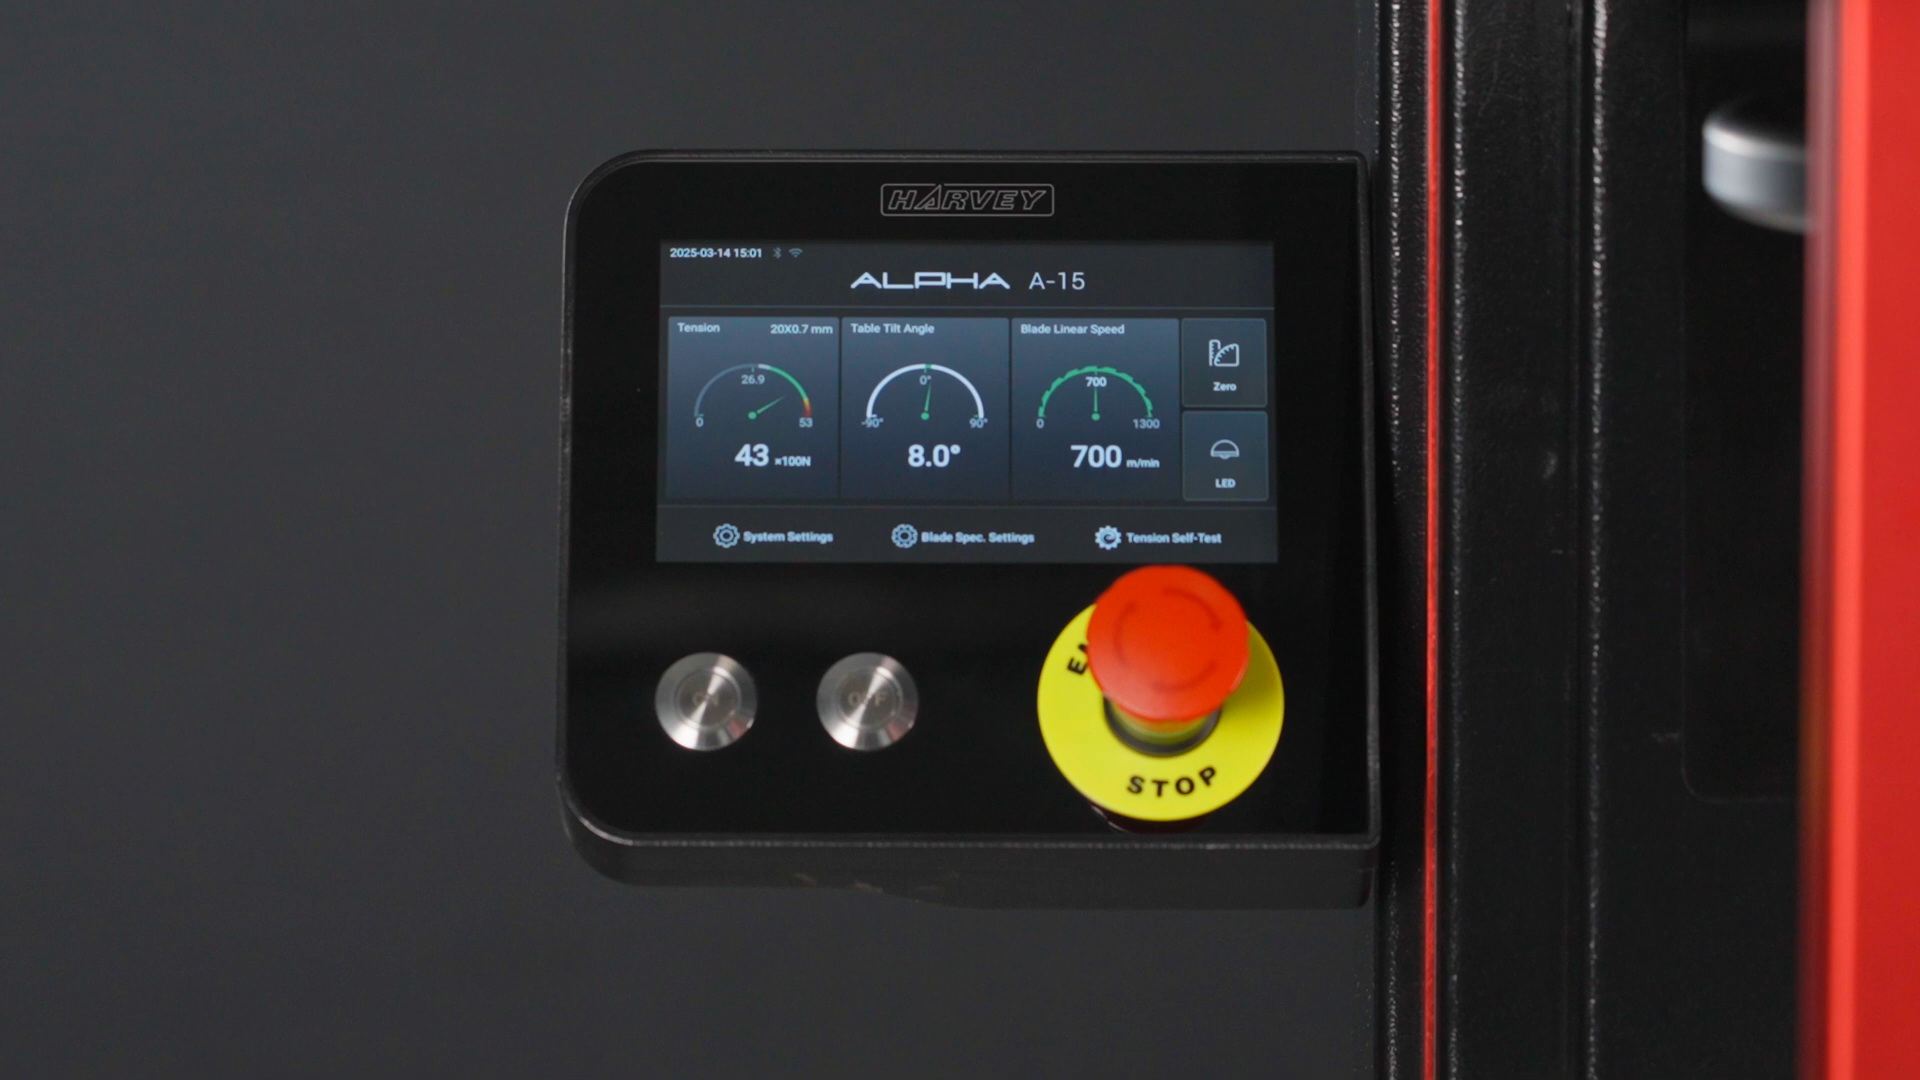 HARVEY
2025-03-14 15:01
ALPHA A-15
Tension 20X0.7 mm
26.9
0 53
43 ×100N
Table Tilt Angle
0°
-90° 90°
8.0°
Blade Linear Speed
700
0 1300
700 m/min
Zero
LED
System Settings
Blade Spec. Settings
Tension Self-Test
ON
OFF
STOP